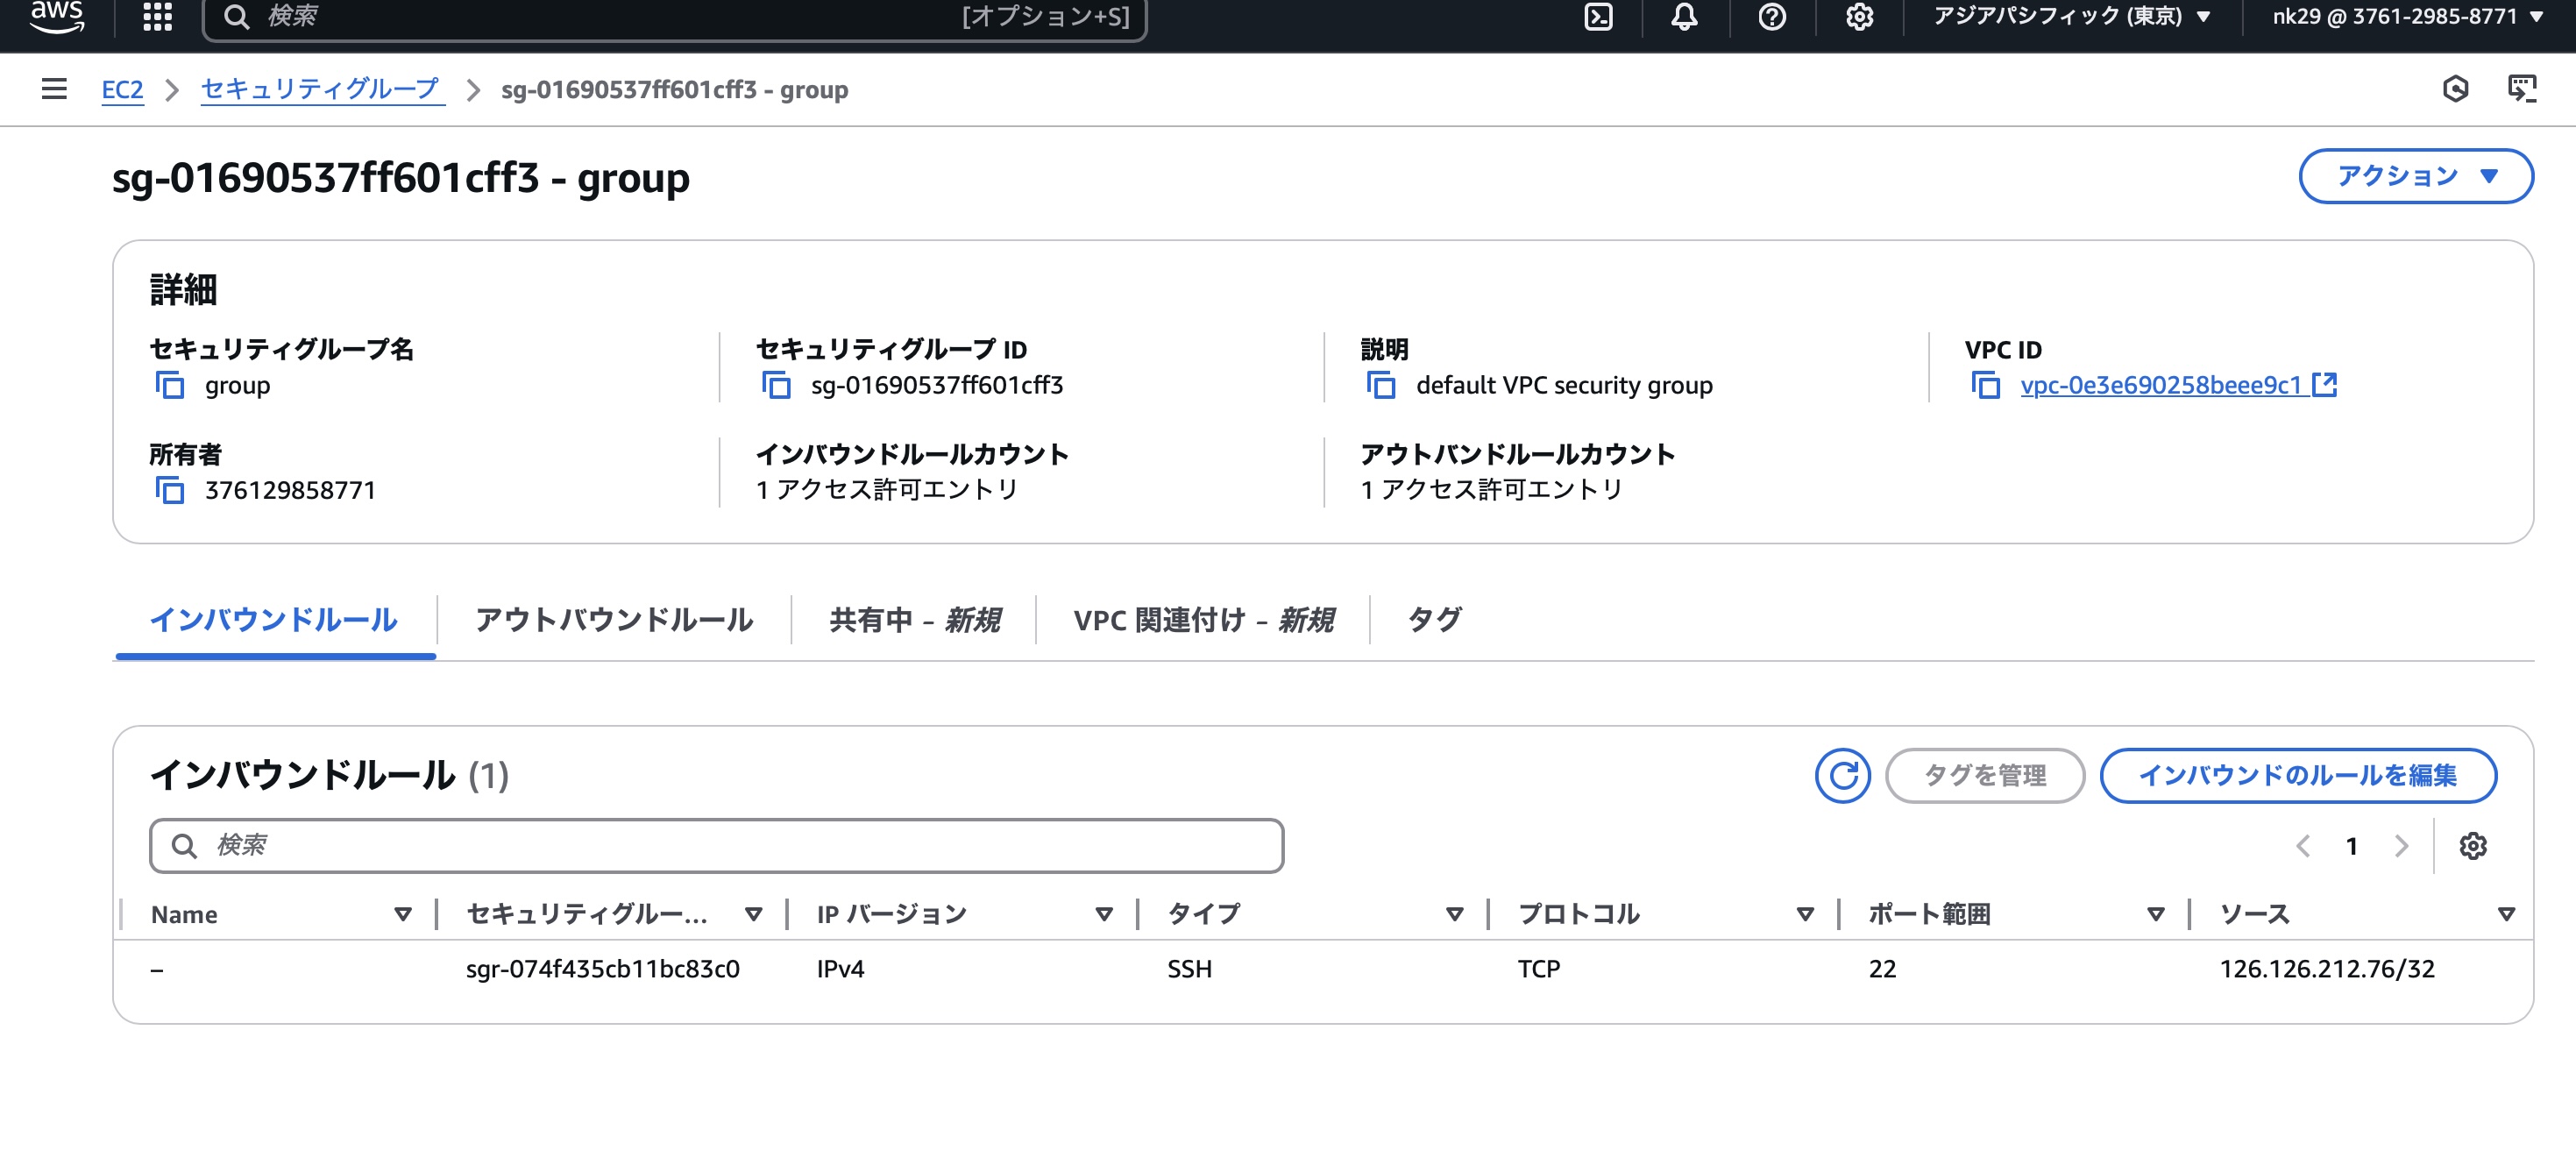 aws
検索
[オプション+S]
アジアパシフィック (東京)
nk29 @ 3761-2985-8771
EC2
セキュリティグループ
sg-01690537ff601cff3 - group
sg-01690537ff601cff3 - group
アクション
詳細
セキュリティグループ名
group
セキュリティグループ ID
sg-01690537ff601cff3
説明
default VPC security group
VPC ID
vpc-0e3e690258beee9c1
所有者
376129858771
インバウンドルールカウント
1 アクセス許可エントリ
アウトバンドルールカウント
1 アクセス許可エントリ
インバウンドルール
アウトバウンドルール
共有中 – 新規
VPC 関連付け – 新規
タグ
インバウンドルール (1)
タグを管理
インバウンドのルールを編集
検索
1
Name
セキュリティグルー...
IP バージョン
タイプ
プロトコル
ポート範囲
ソース
–
sgr-074f435cb11bc83c0
IPv4
SSH
TCP
22
126.126.212.76/32